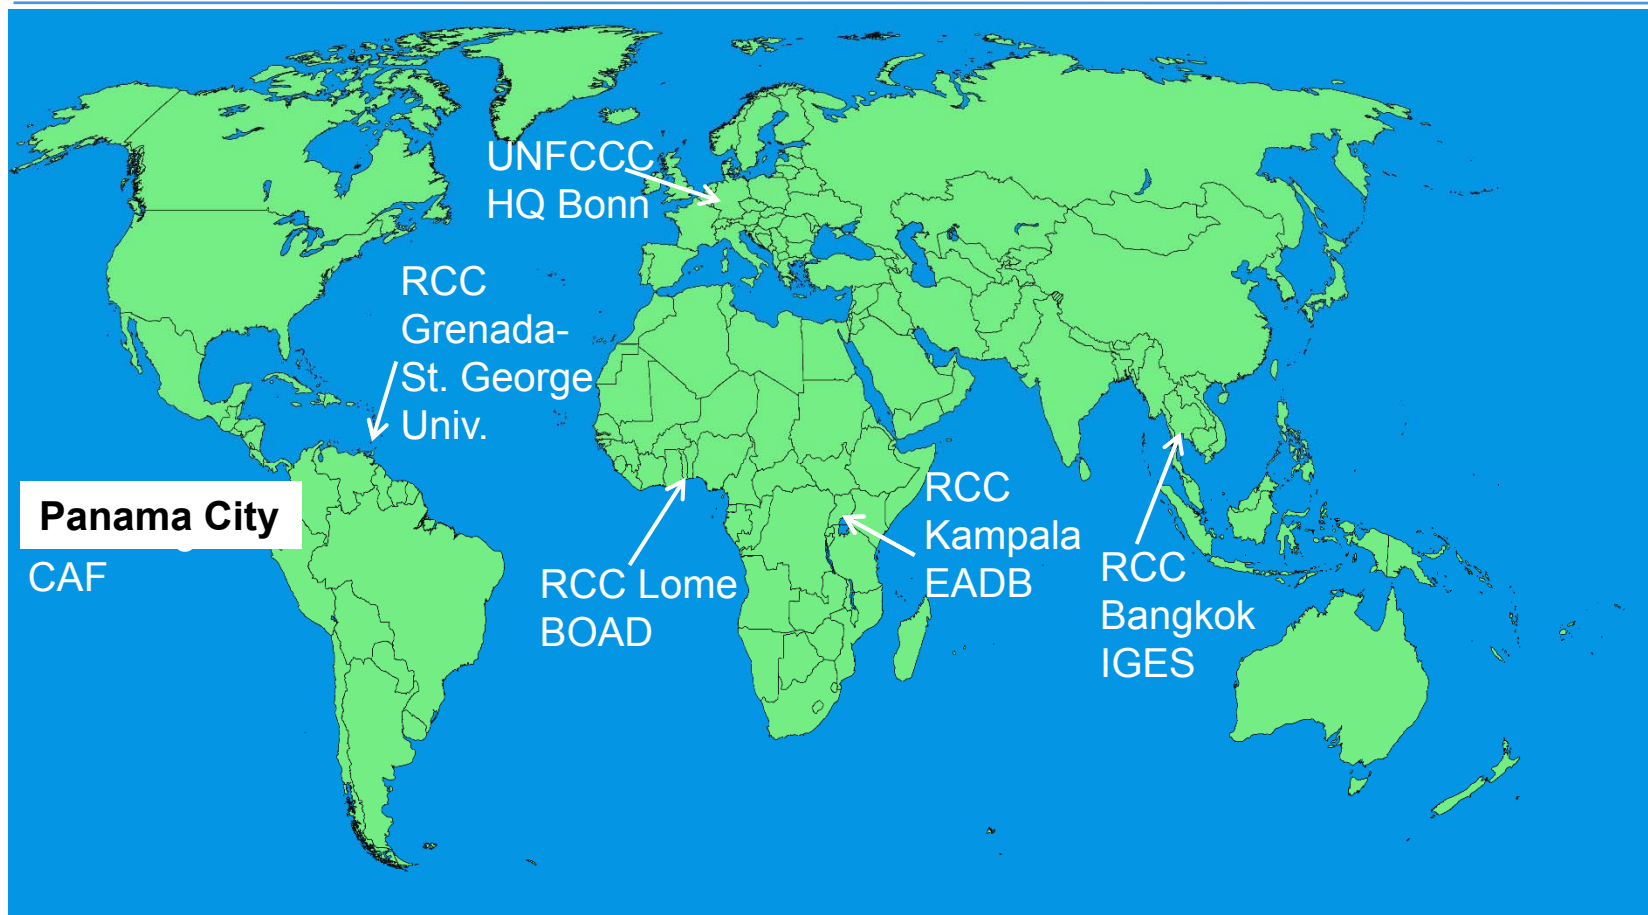 UNFCCC
HQ Bonn
RCC
Grenada-
St. George
Univ.
Panama City
CAF
RCC Lome
BOAD
RCC
Kampala
EADB
RCC
Bangkok
IGES